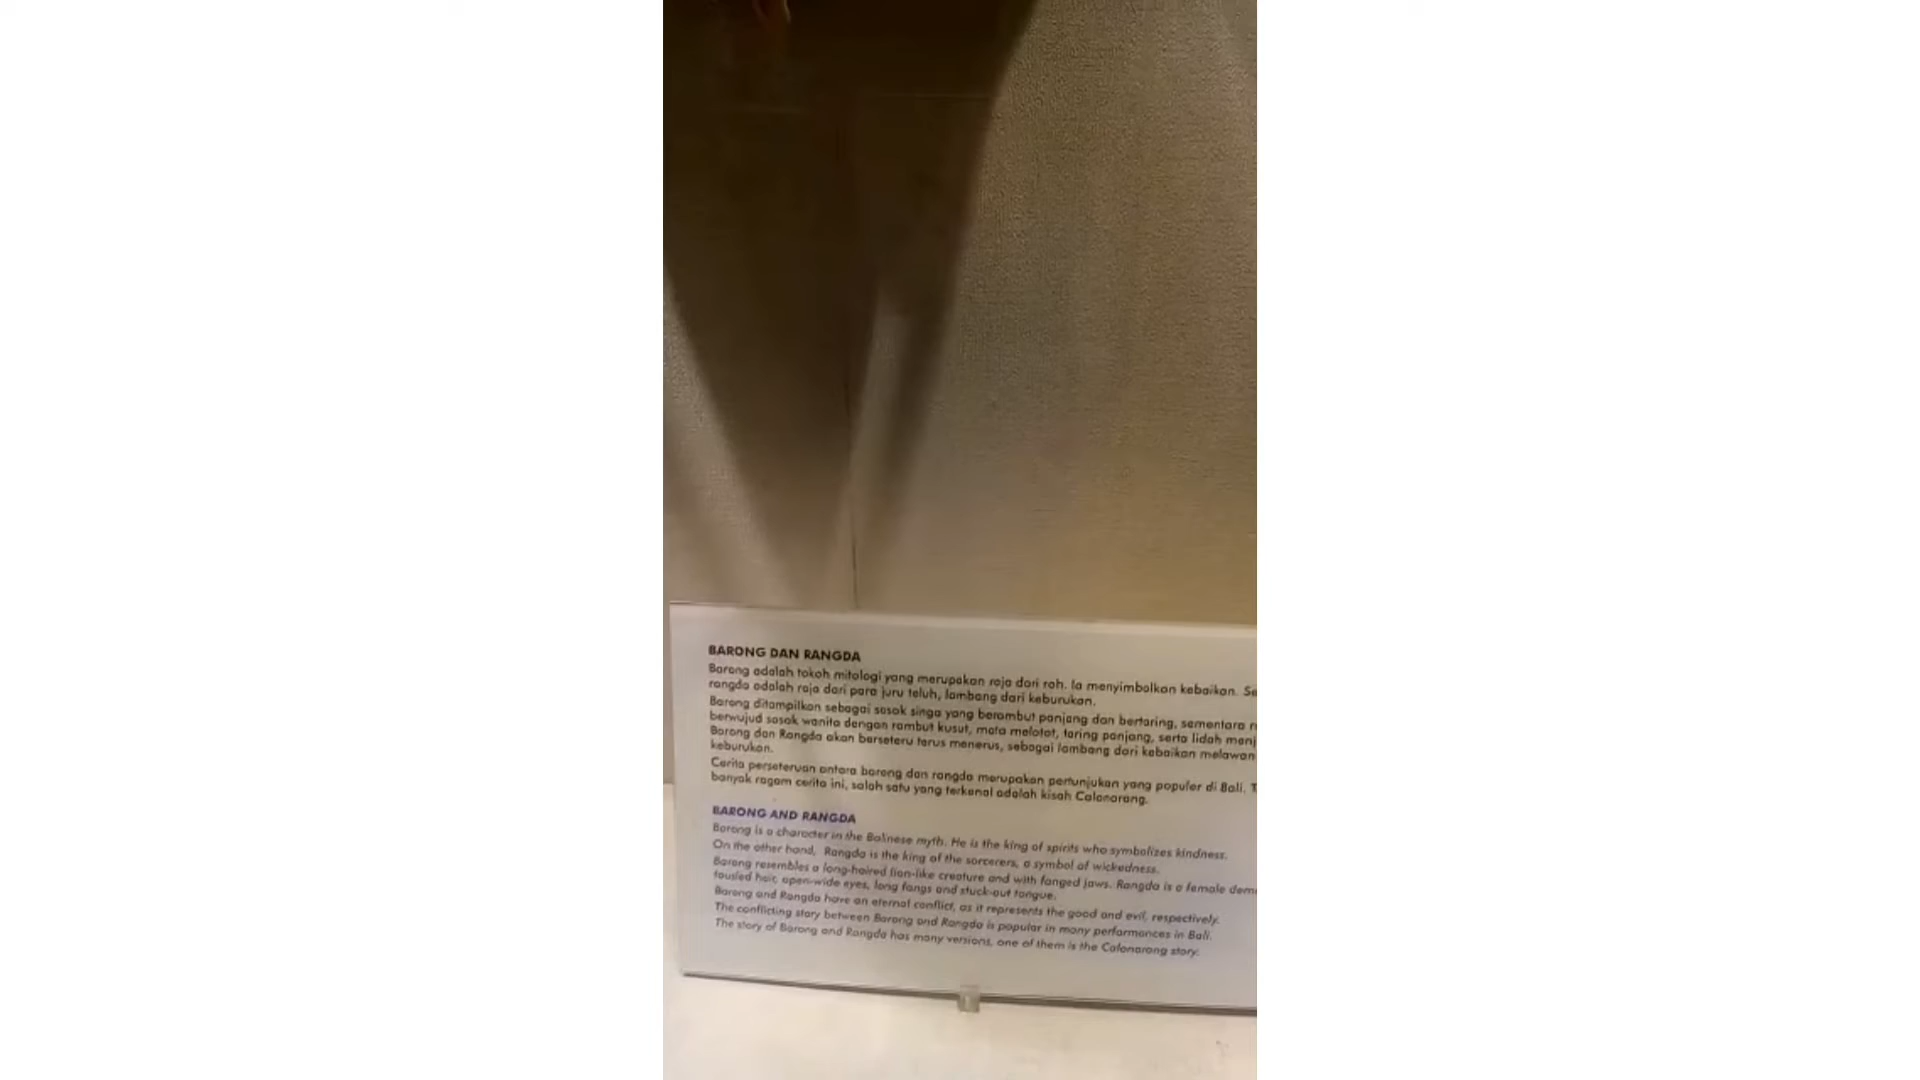 BARONG DAN RANGDA
Barong adalah tokoh mitologi yang merupakan raja dari roh. Ia menyimbolkan kebaikan. Se
rangda adalah raja dari para juru teluh, lambang dari keburukan.
Barong ditampilkan sebagai sosok singa yang berambut panjang dan bertaring, sementara r
berwujud sosok wanita dengan rambut kusut, mata melotot, taring panjang, serta lidah menj
Barong dan Rangda akan berseteru terus menerus, sebagai lambang dari kebaikan melawan
keburukan.
Cerita perseteruan antara barong dan rangda merupakan pertunjukan yang populer di Bali. T
banyak ragam cerita ini, salah satu yang terkenal adalah kisah Calonarang.
BARONG AND RANGDA
Barong is a character in the Balinese myth. He is the king of spirits who symbolizes kindness.
On the other hand, Rangda is the king of the sorcerers, a symbol of wickedness.
Barong resembles a long-haired lion-like creature and with fanged jaws. Rangda is a female dem
tousled hair, open-wide eyes, long fangs and stuck-out tongue.
Barong and Rangda have an eternal conflict, as it represents the good and evil, respectively.
The conflicting story between Barong and Rangda is popular in many performances in Bali.
The story of Barong and Rangda has many versions, one of them is the Calonarang story.